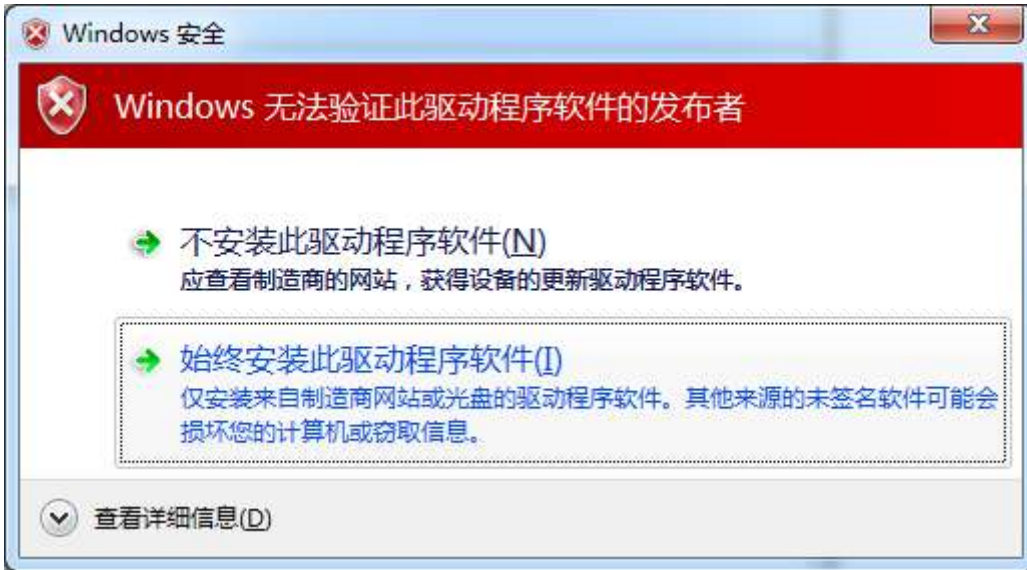 Windows 安全
Windows 无法验证此驱动程序软件的发布者
不安装此驱动程序软件(N)
应查看制造商的网站，获得设备的更新驱动程序软件。
始终安装此驱动程序软件(I)
仅安装来自制造商网站或光盘的驱动程序软件。其他来源的未签名软件可能会
损坏您的计算机或窃取信息。
查看详细信息(D)